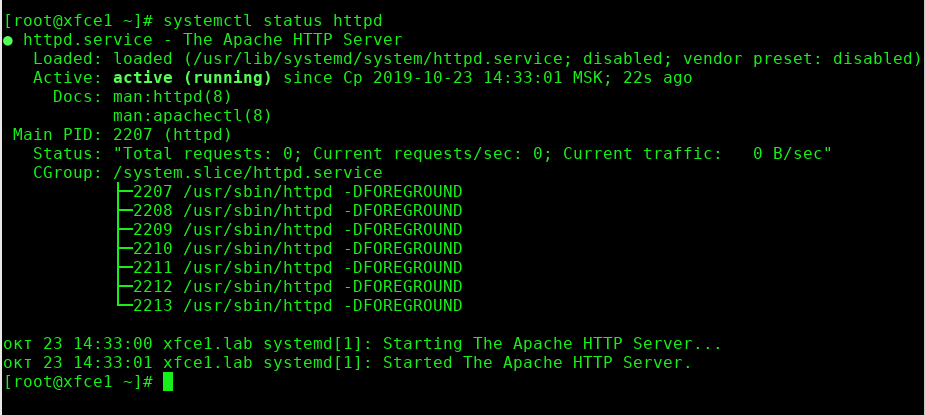 [root@xfce1 ~]# systemctl status httpd
● httpd.service - The Apache HTTP Server
   Loaded: loaded (/usr/lib/systemd/system/httpd.service; disabled; vendor preset: disabled)
   Active: active (running) since Ср 2019-10-23 14:33:01 MSK; 22s ago
     Docs: man:httpd(8)
           man:apachectl(8)
 Main PID: 2207 (httpd)
   Status: "Total requests: 0; Current requests/sec: 0; Current traffic:   0 B/sec"
   CGroup: /system.slice/httpd.service
           ├─2207 /usr/sbin/httpd -DFOREGROUND
           ├─2208 /usr/sbin/httpd -DFOREGROUND
           ├─2209 /usr/sbin/httpd -DFOREGROUND
           ├─2210 /usr/sbin/httpd -DFOREGROUND
           ├─2211 /usr/sbin/httpd -DFOREGROUND
           ├─2212 /usr/sbin/httpd -DFOREGROUND
           └─2213 /usr/sbin/httpd -DFOREGROUND

окт 23 14:33:00 xfce1.lab systemd[1]: Starting The Apache HTTP Server...
окт 23 14:33:01 xfce1.lab systemd[1]: Started The Apache HTTP Server.
[root@xfce1 ~]#